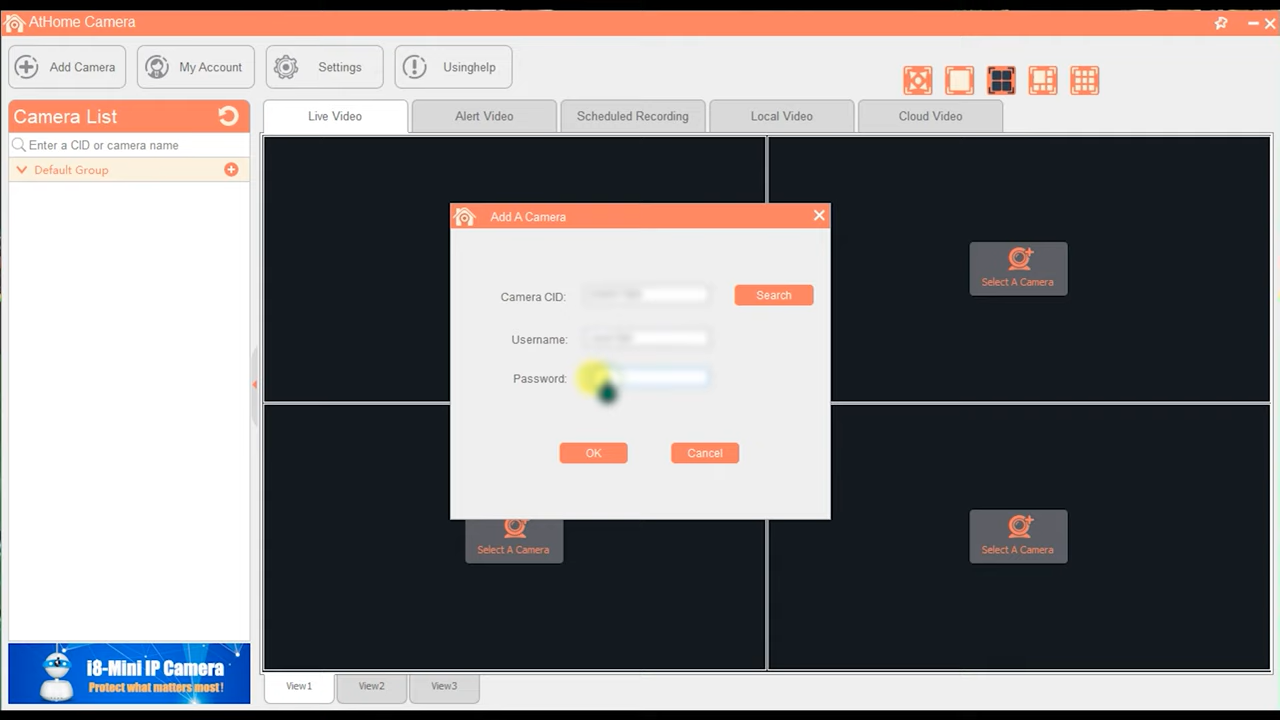 AtHome Camera
Add Camera
My Account
Settings
Usinghelp
Camera List
Enter a CID or camera name
Default Group
Live Video
Alert Video
Scheduled Recording
Local Video
Cloud Video
Add A Camera
Camera CID:
Search
Username:
Password:
OK
Cancel
Select A Camera
Select A Camera
Select A Camera
i8-Mini IP Camera
Protect what matters most!
View1
View2
View3